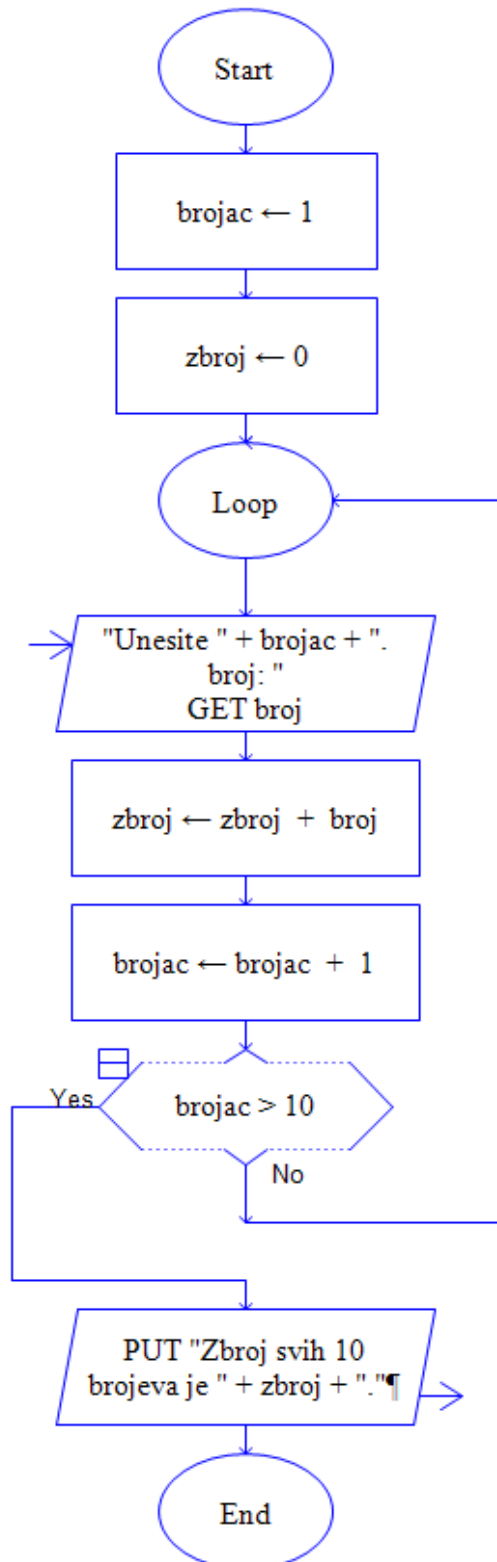 Start
brojac ← 1
zbroj ← 0
Loop
"Unesite " + brojac + ".
broj: "
GET broj
zbroj ← zbroj + broj
brojac ← brojac + 1
Yes
brojac > 10
No
PUT "Zbroj svih 10
brojeva je " + zbroj + "."¶
End